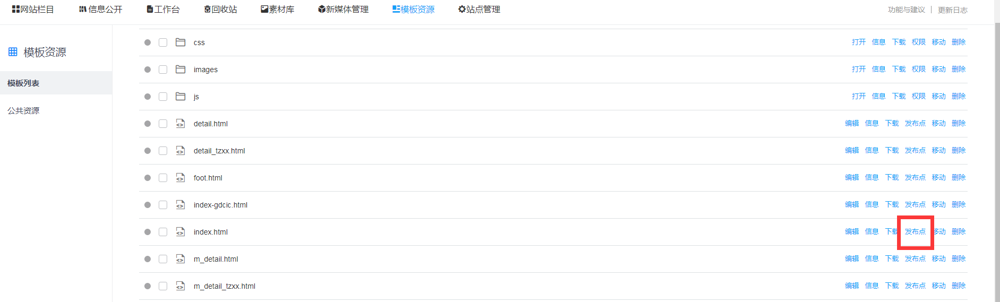 网站栏目 信息公开 工作台 回收站 素材库 新媒体管理 模板资源 站点管理 功能与建议 | 更新日志
模板资源
模板列表
公共资源
css 打开 信息 下载 权限 移动 删除
images 打开 信息 下载 权限 移动 删除
js 打开 信息 下载 权限 移动 删除
detail.html 编辑 信息 下载 发布点 移动 删除
detail_tzxx.html 编辑 信息 下载 发布点 移动 删除
foot.html 编辑 信息 下载 发布点 移动 删除
index-gdcic.html 编辑 信息 下载 发布点 移动 删除
index.html 编辑 信息 下载 发布点 移动 删除
m_detail.html 编辑 信息 下载 发布点 移动 删除
m_detail_tzxx.html 编辑 信息 下载 发布点 移动 删除